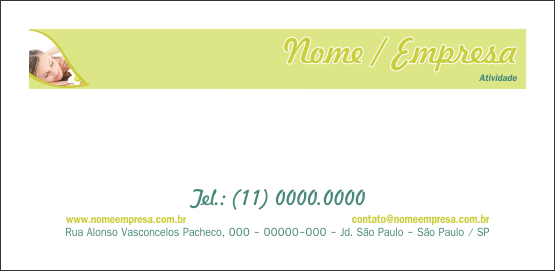 Nome / Empresa
Atividade
Tel.: (11) 0000.0000
www.nomeempresa.com.br contato@nomeempresa.com.br
Rua Alonso Vasconcelos Pacheco, 000 - 00000-000 - Jd. São Paulo - São Paulo / SP